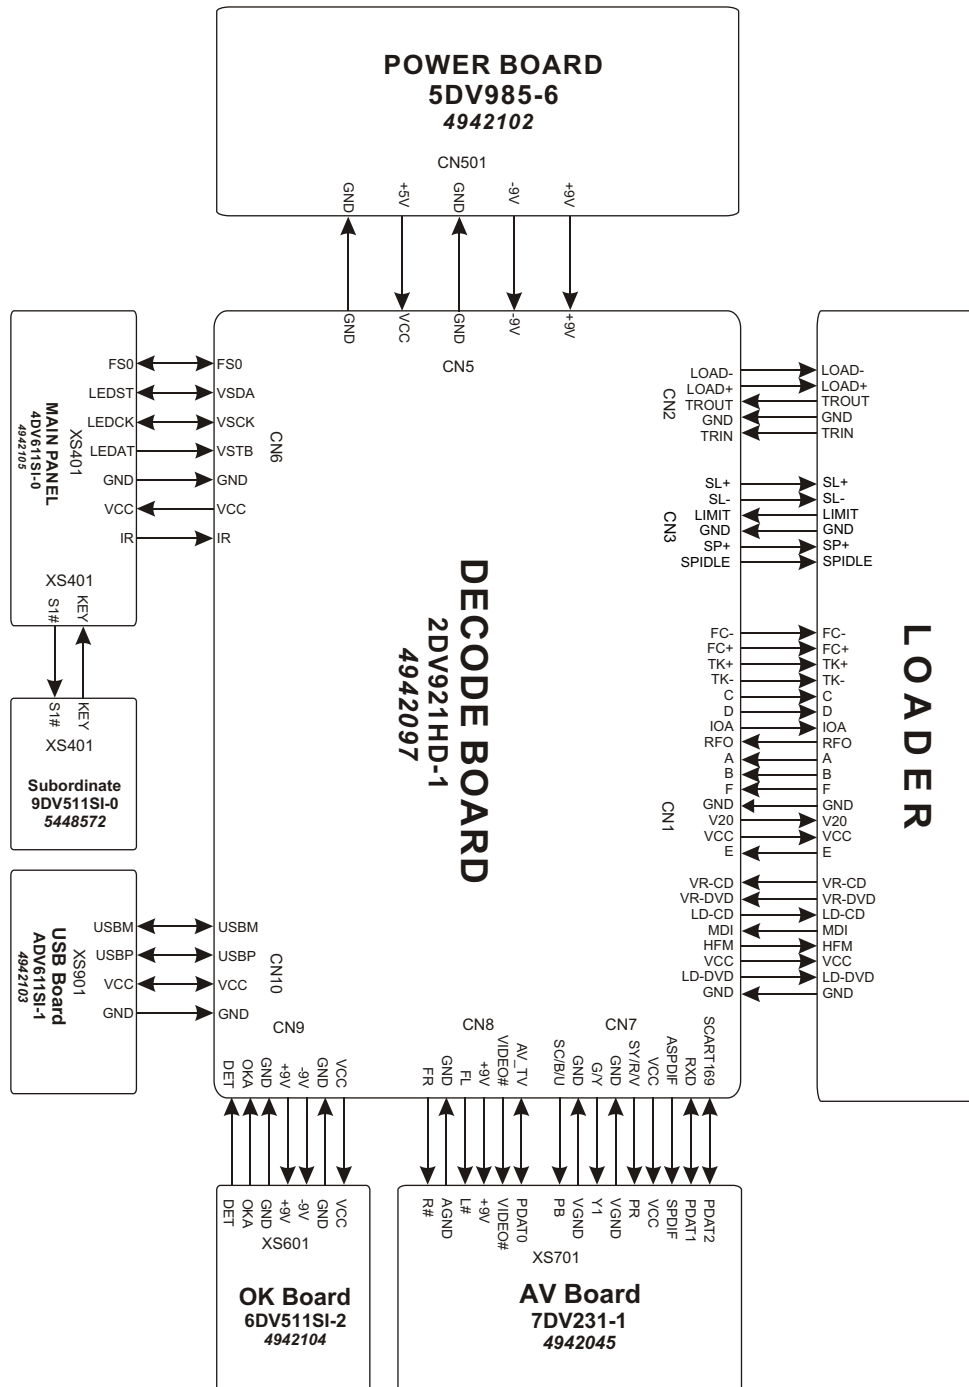 POWER BOARD
5DV985-6
4942102
CN501
GND
+5V
GND
-9V
+9V
GND
VCC
GND
-9V
+9V
CN5
FS0
LEDST
LEDCK
LEDAT
GND
VCC
IR
XS401
MAIN PANEL
4DV611SI-0
4942105
XS401
S1#
KEY
FS0
VSDA
VSCK
VSTB
GND
VCC
IR
CN6
S1#
KEY
XS401
Subordinate
9DV511SI-0
5448572
USBM
USBP
VCC
GND
XS901
USB Board
ADV611SI-1
4942103
USBM
USBP
VCC
GND
CN10
DECODE BOARD
2DV921HD-1
4942097
CN2
LOAD-
LOAD+
TROUT
GND
TRIN
LOAD-
LOAD+
TROUT
GND
TRIN
CN3
SL+
SL-
LIMIT
GND
SP+
SPIDLE
SL+
SL-
LIMIT
GND
SP+
SPIDLE
CN1
FC-
FC+
TK+
TK-
C
D
IOA
RFO
A
B
F
GND
V20
VCC
E
VR-CD
VR-DVD
LD-CD
MDI
HFM
VCC
LD-DVD
GND
FC-
FC+
TK+
TK-
C
D
IOA
RFO
A
B
F
GND
V20
VCC
E
VR-CD
VR-DVD
LD-CD
MDI
HFM
VCC
LD-DVD
GND
LOADER
CN9
DET
OKA
GND
+9V
-9V
GND
VCC
CN8
FR
GND
FL
+9V
VIDEO#
AV_TV
CN7
SC/B/U
GND
G/Y
GND
SY/R/V
VCC
ASPDIF
RXD
SCART169
DET
OKA
GND
+9V
-9V
GND
VCC
XS601
OK Board
6DV511SI-2
4942104
R#
AGND
L#
+9V
VIDEO#
PDAT0
PB
VGND
Y1
VGND
PR
VCC
SPDIF
PDAT1
PDAT2
XS701
AV Board
7DV231-1
4942045